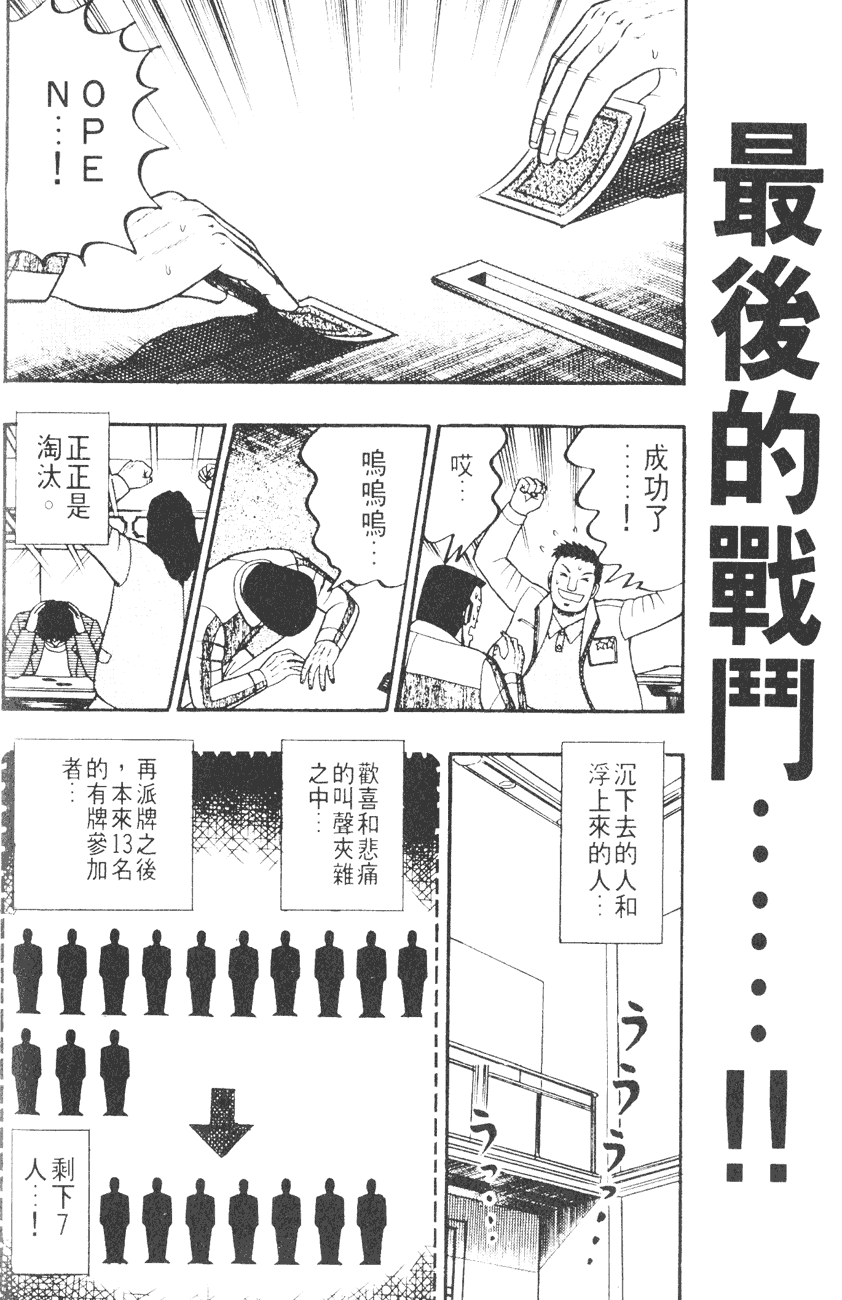 最後的戰鬥……!!
OPE
N…!
成功了
……!
哎…
嗚嗚嗚…
正正是
淘汰。
沉下去的人和
浮上來的人…
うううっ…
うっ…
歡喜和悲痛
的叫聲夾雜
之中…
再派牌之後
，本來13名
的有牌參加
者…
剩下7
人…!